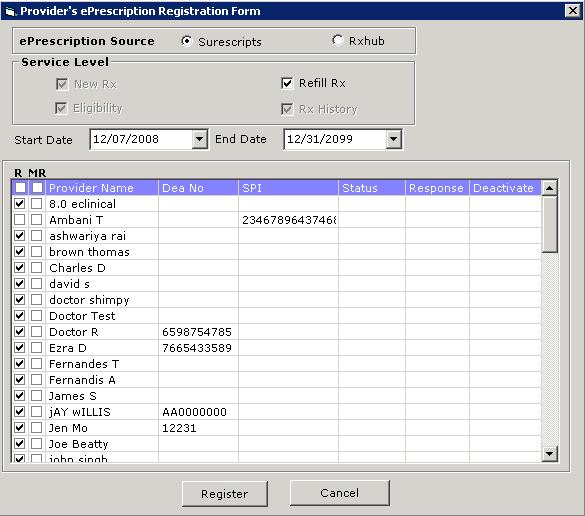 Provider's ePrescription Registration Form
ePrescription Source Surescripts Rxhub
Service Level
New Rx Refill Rx
Eligibility Rx History
Start Date 12/07/2008 End Date 12/31/2099
R MR
Provider Name Dea No SPI Status Response Deactivate
8.0 eclinical
Ambani T 23467896437468
ashwariya rai
brown thomas
Charles D
david s
doctor shimpy
Doctor Test
Doctor R 6598754785
Ezra D 7665433589
Fernandes T
Fernandis A
James S
jAY wILLIS AA0000000
Jen Mo 12231
Joe Beatty
john singh
Register Cancel